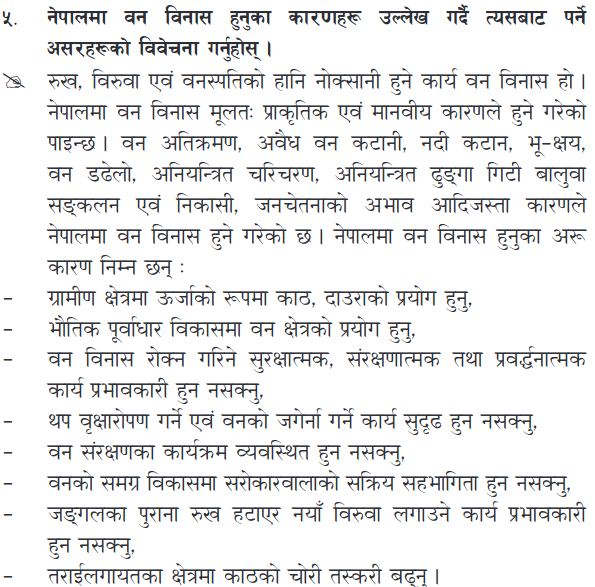 ५. नेपालमा वन विनास हुनुका कारणहरू उल्लेख गर्दै त्यसबाट पर्ने
असरहरूको विवेचना गर्नुहोस् ।
रुख, विरुवा एवं वनस्पतिको हानि नोक्सानी हुने कार्य वन विनास हो ।
नेपालमा वन विनास मूलतः प्राकृतिक एवं मानवीय कारणले हुने गरेको
पाइन्छ । वन अतिक्रमण, अवैध वन कटानी, नदी कटान, भू-क्षय,
वन डढेलो, अनियन्त्रित चरिचरण, अनियन्त्रित ढुङ्गा गिटी बालुवा
सङ्कलन एवं निकासी, जनचेतनाको अभाव आदिजस्ता कारणले
नेपालमा वन विनास हुने गरेको छ । नेपालमा वन विनास हुनुका अरू
कारण निम्न छन् :
– ग्रामीण क्षेत्रमा ऊर्जाको रूपमा काठ, दाउराको प्रयोग हुनु,
– भौतिक पूर्वाधार विकासमा वन क्षेत्रको प्रयोग हुनु,
– वन विनास रोक्न गरिने सुरक्षात्मक, संरक्षणात्मक तथा प्रवर्द्धनात्मक
कार्य प्रभावकारी हुन नसक्नु,
– थप वृक्षारोपण गर्ने एवं वनको जगेर्ना गर्ने कार्य सुदृढ हुन नसक्नु,
– वन संरक्षणका कार्यक्रम व्यवस्थित हुन नसक्नु,
– वनको समग्र विकासमा सरोकारवालाको सक्रिय सहभागिता हुन नसक्नु,
– जङ्गलका पुराना रुख हटाएर नयाँ विरुवा लगाउने कार्य प्रभावकारी
हुन नसक्नु,
– तराईलगायतका क्षेत्रमा काठको चोरी तस्करी बढ्नु ।